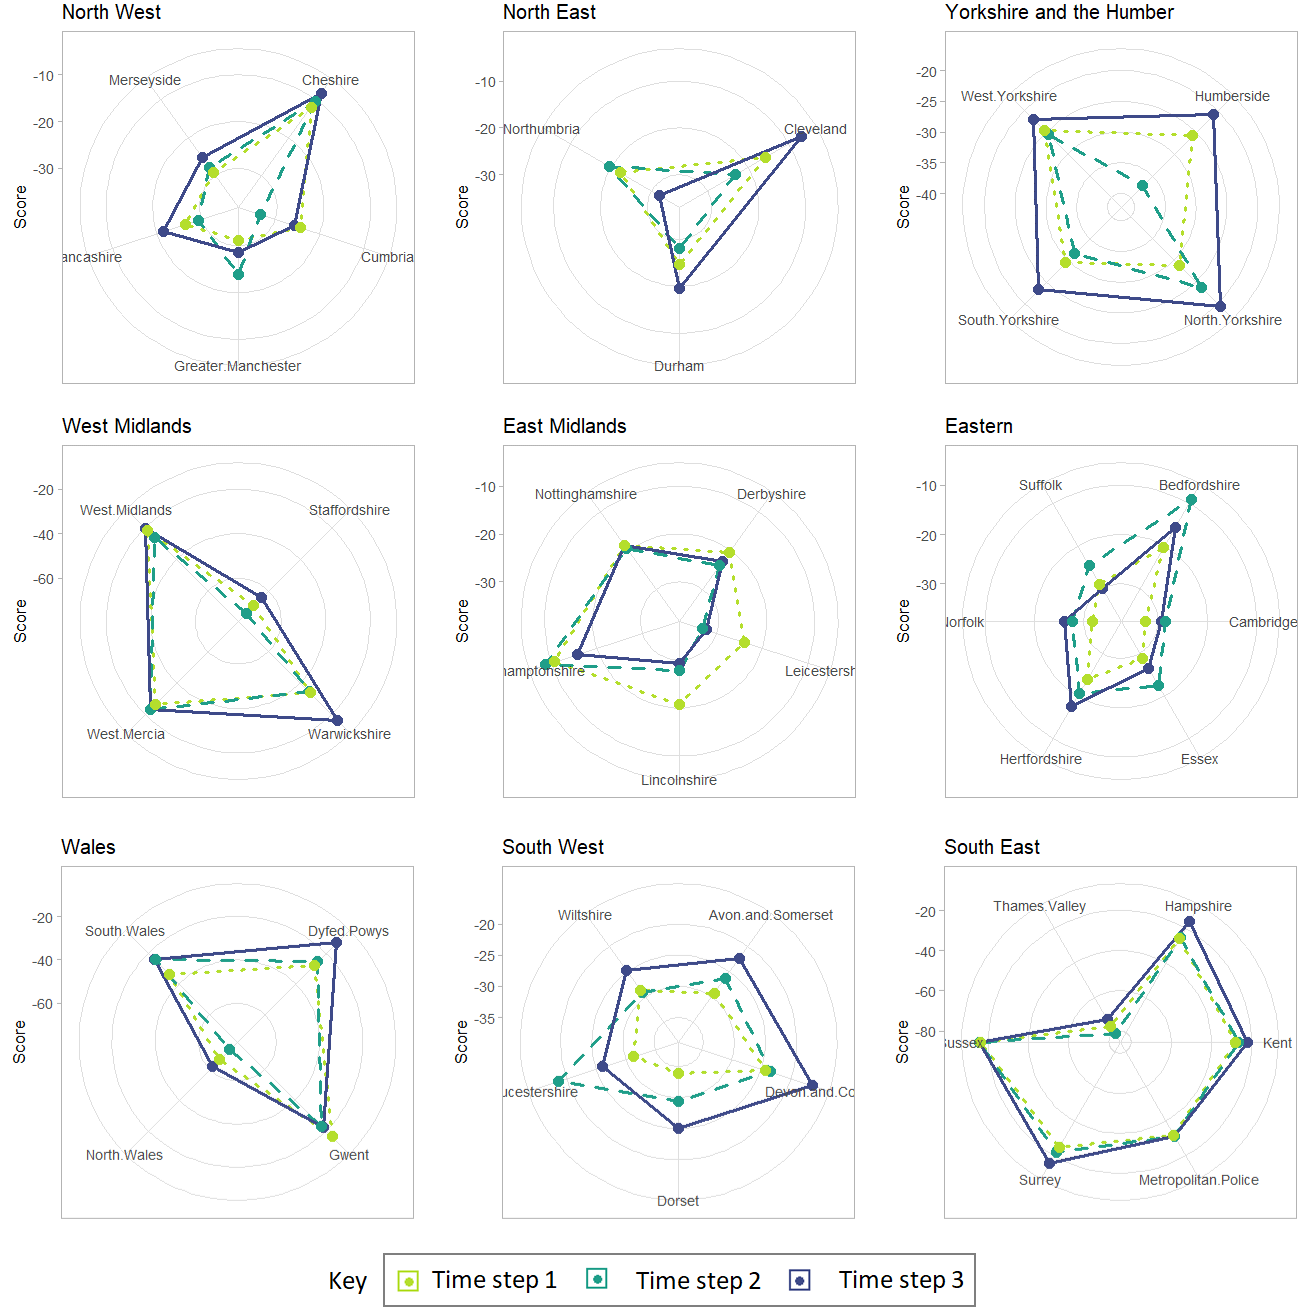 North West
North East
Yorkshire and the Humber
-10
-20
-30
Score
Merseyside
Cheshire
ancashire
Cumbria
Greater.Manchester
-10
-20
-30
Score
Northumbria
Cleveland
Durham
-20
-25
-30
-35
-40
Score
West.Yorkshire
Humberside
South.Yorkshire
North.Yorkshire
West Midlands
East Midlands
Eastern
-20
-40
-60
Score
West.Midlands
Staffordshire
West.Mercia
Warwickshire
-10
-20
-30
Score
Nottinghamshire
Derbyshire
hamptonshire
Leicestersh
Lincolnshire
-10
-20
-30
Score
Suffolk
Bedfordshire
Norfolk
Cambridge
Hertfordshire
Essex
Wales
South West
South East
-20
-40
-60
Score
South.Wales
Dyfed.Powys
North.Wales
Gwent
-20
-25
-30
-35
Score
Wiltshire
Avon.and.Somerset
ucestershire
Devon.and.Co
Dorset
-20
-40
-60
-80
Score
Thames.Valley
Hampshire
Sussex
Kent
Surrey
Metropolitan.Police
Key
Time step 1
Time step 2
Time step 3